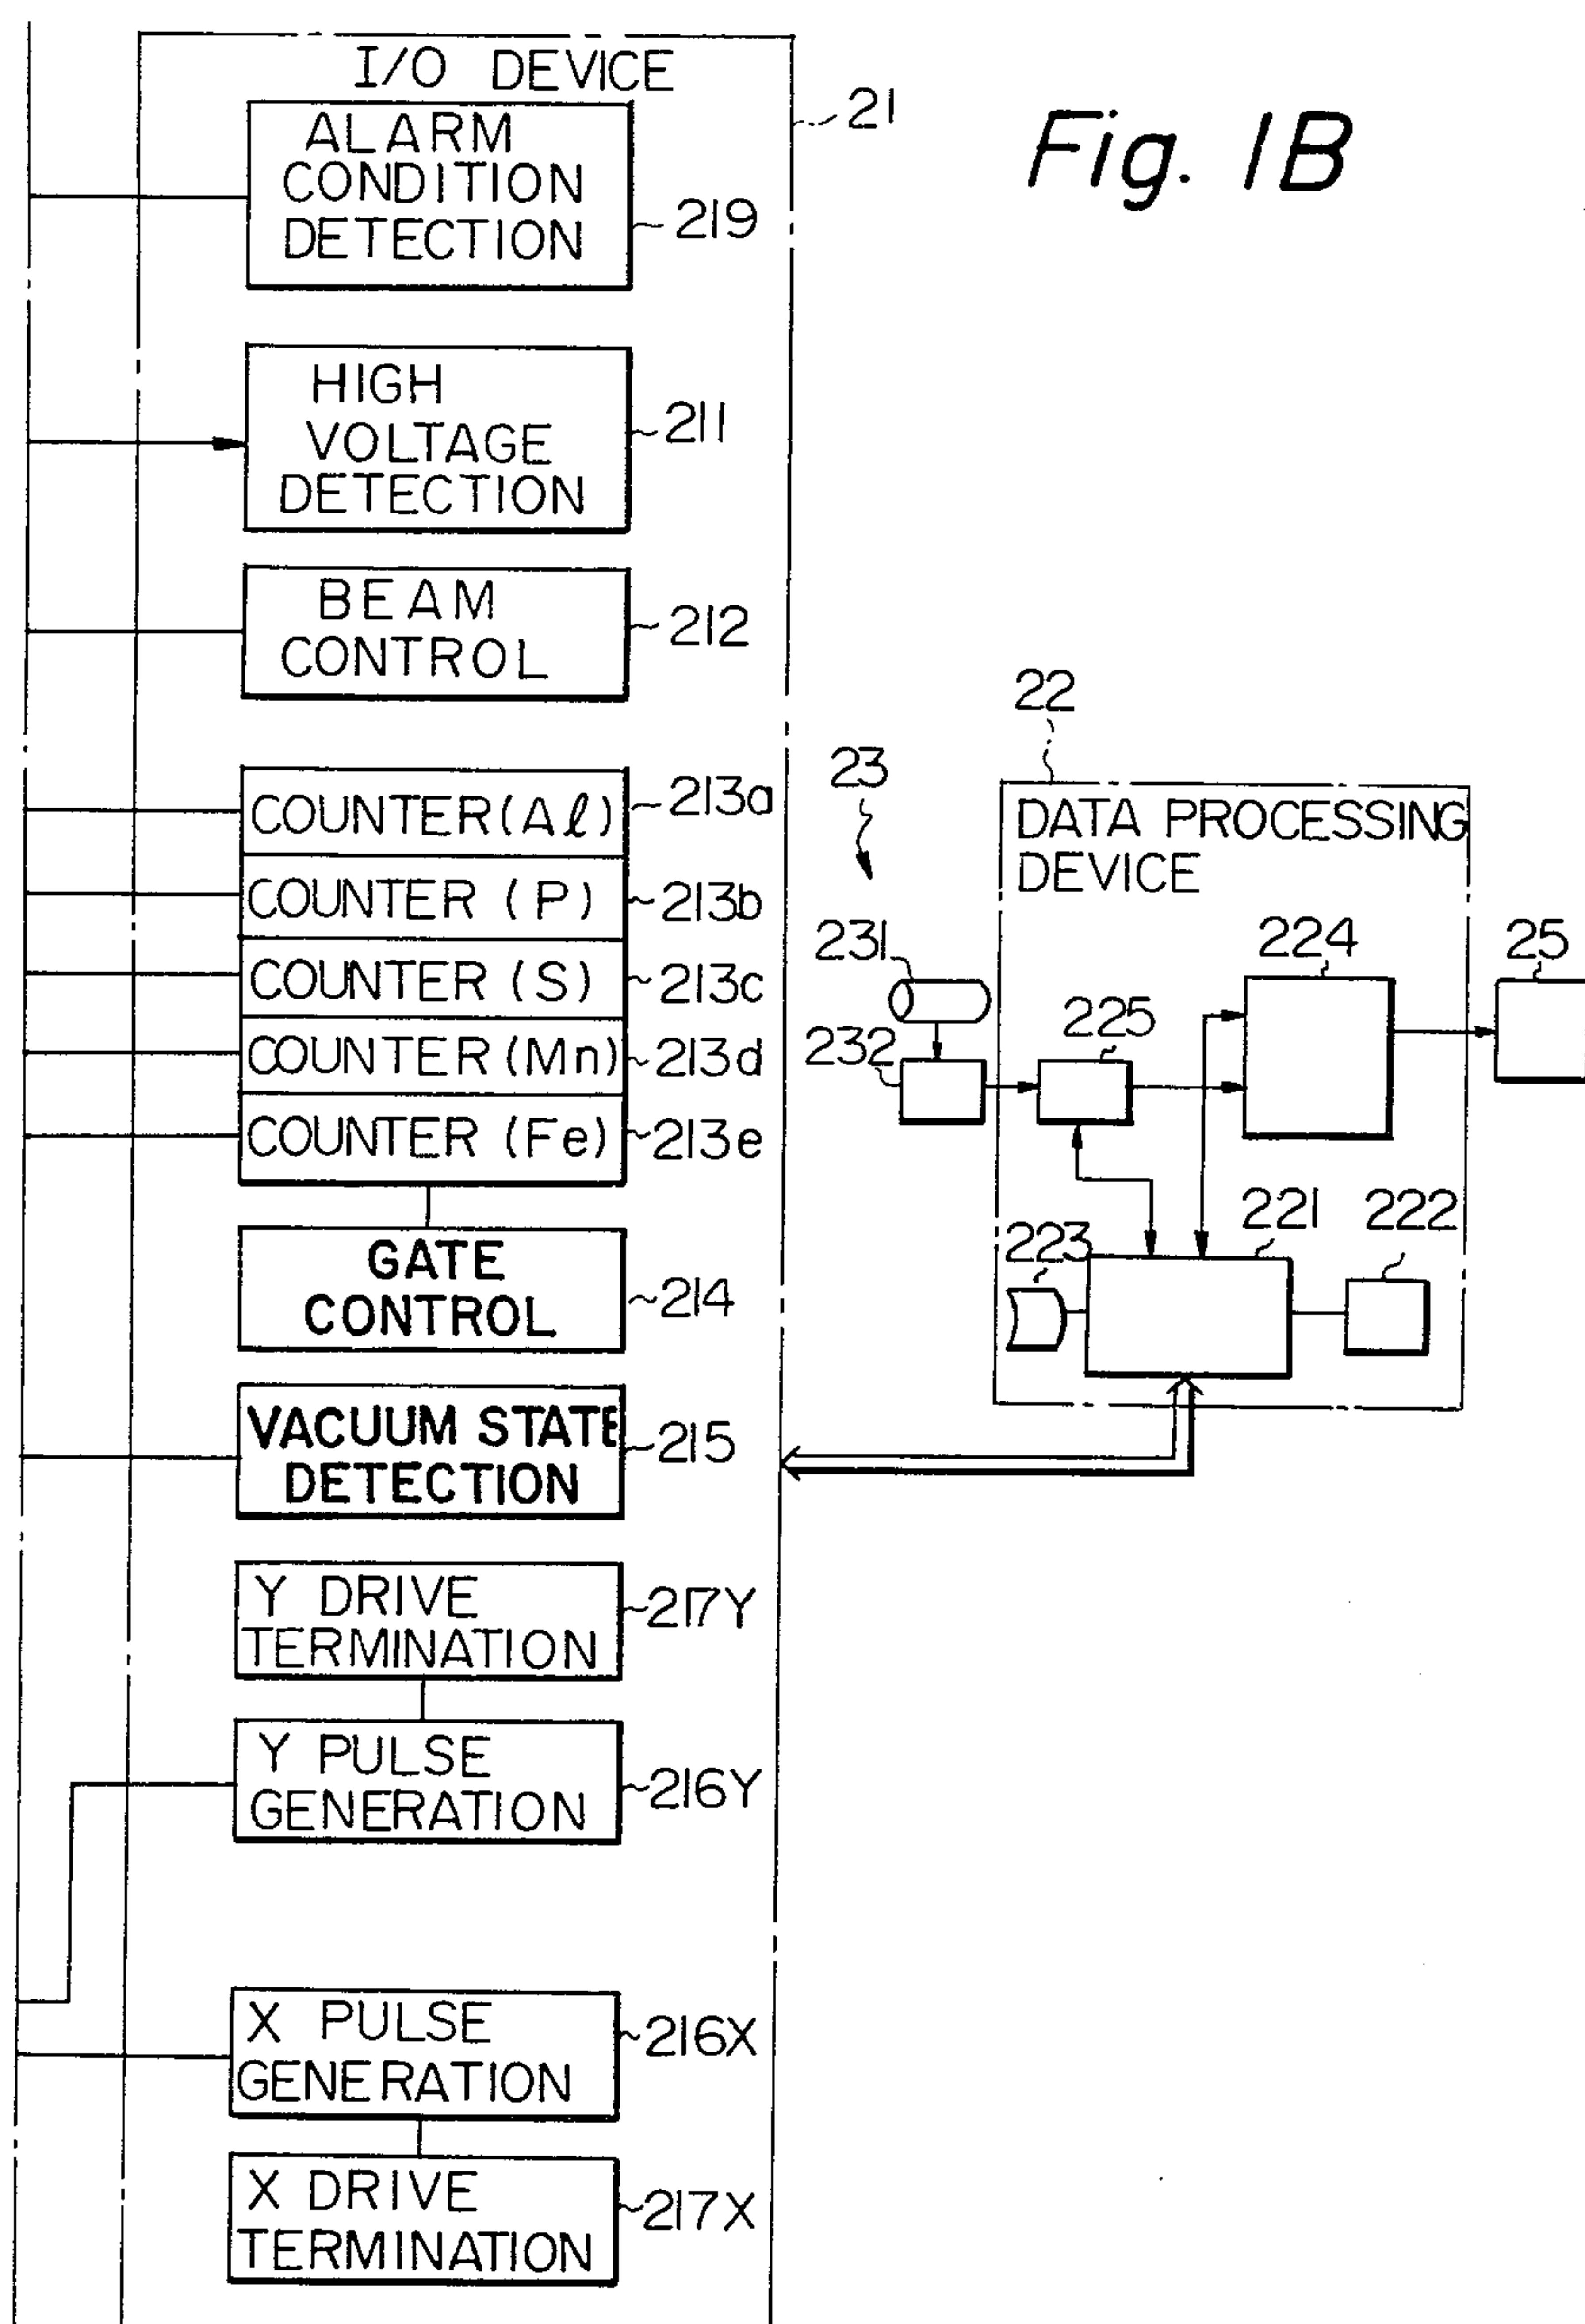 Fig. 1B
I/O DEVICE
21
ALARM
CONDITION
DETECTION
219
HIGH
VOLTAGE
DETECTION
211
BEAM
CONTROL
212
COUNTER (Aℓ)
213a
COUNTER (P)
213b
COUNTER (S)
213c
COUNTER (Mn)
213d
COUNTER (Fe)
213e
GATE
CONTROL
214
VACUUM STATE
DETECTION
215
Y DRIVE
TERMINATION
217Y
Y PULSE
GENERATION
216Y
X PULSE
GENERATION
216X
X DRIVE
TERMINATION
217X
22
23
DATA PROCESSING
DEVICE
231
232
225
224
25
223
221
222